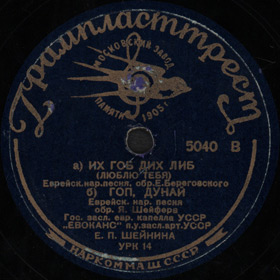 Грампласттрест
МОСКОВСКИЙ ЗАВОД
ПАМЯТИ 1905 г.
5040 В
а) ИХ ГОБ ДИХ ЛИБ
(ЛЮБЛЮ ТЕБЯ)
Еврейск. нар. песня, обр. Е. Береговского
б) ГОП, ДУНАЙ
Еврейск. нар. песня
обр. Я. Шейфера
Гос. засл. евр. капелла УССР
"ЕВОКАНС" п.у. засл. арт. УССР
Е. П. ШЕЙНИНА
УРК 14
НАРКОММАШ СССР